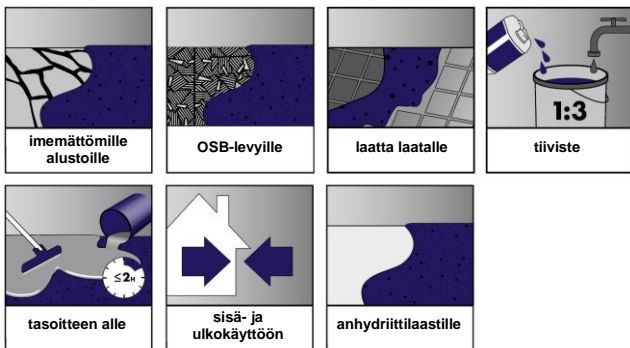 imemättömille
alustoille
OSB-levyille
laatta laatalle
1:3
tiiviste
≤2H
tasoitteen alle
sisä- ja
ulkokäyttöön
anhydriittilaastille